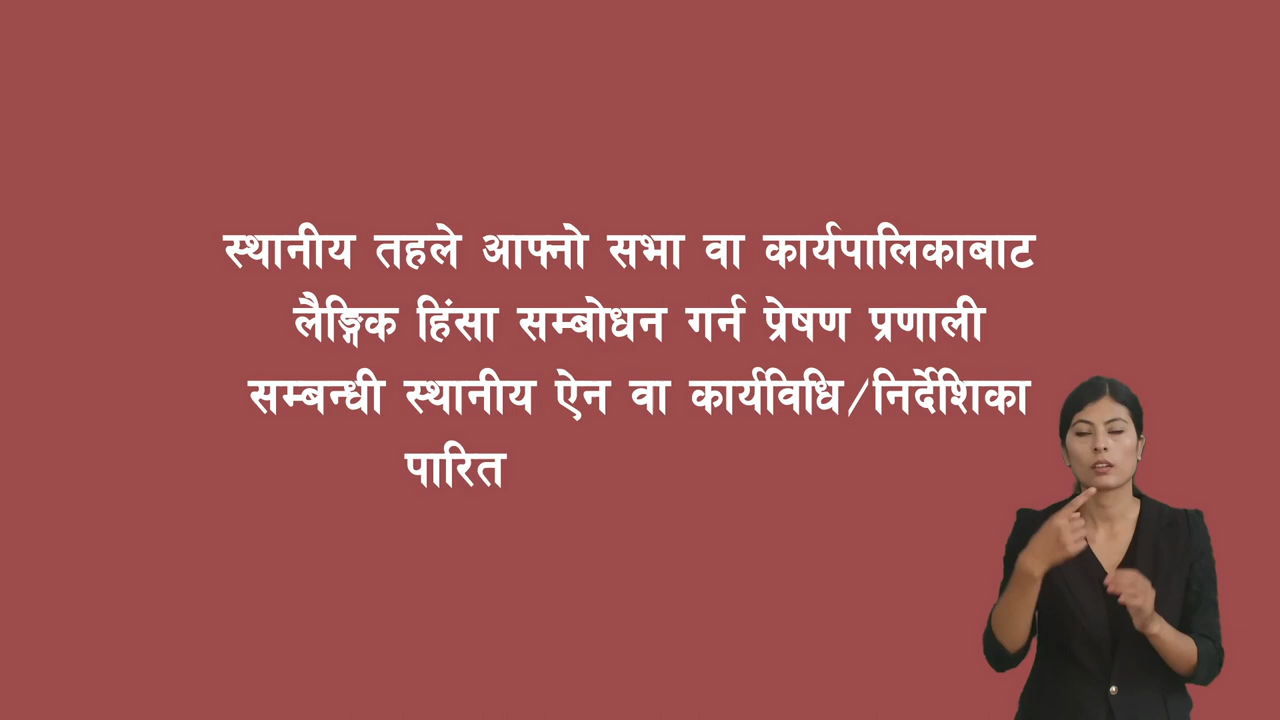 स्थानीय तहले आफ्नो सभा वा कार्यपालिकाबाट
लैङ्गिक हिंसा सम्बोधन गर्न प्रेषण प्रणाली
सम्बन्धी स्थानीय ऐन वा कार्यविधि/निर्देशिका
पारित